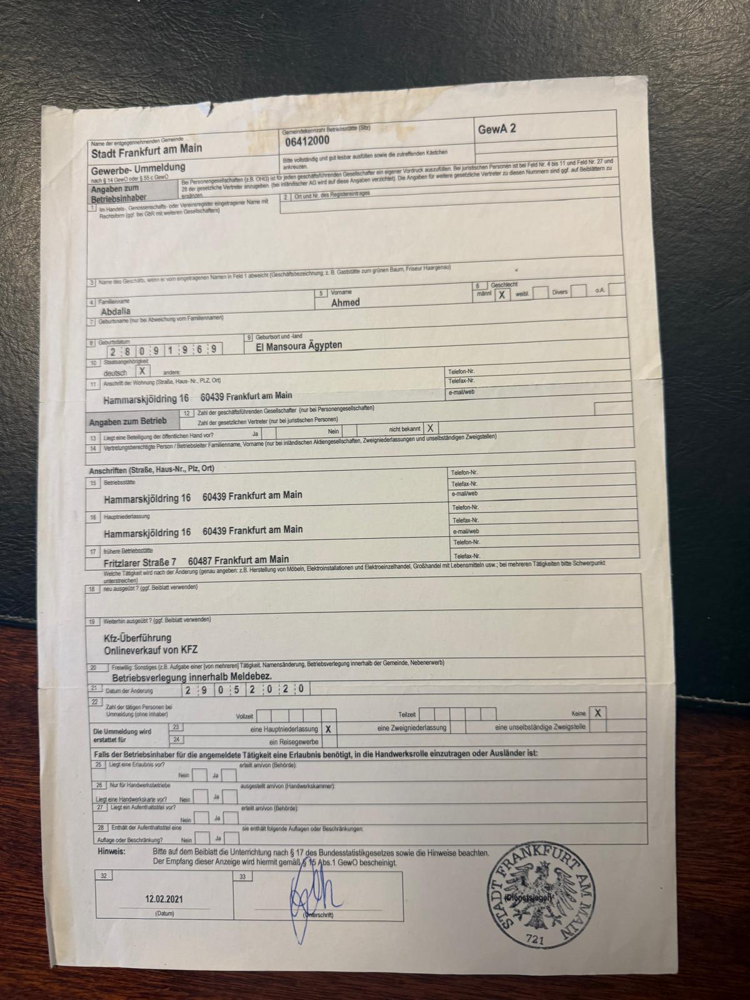 Name der entgegennehmenden Gemeinde
Stadt Frankfurt am Main
Gemeindekennzahl Betriebsstätte (Sitz)
06412000
GewA 2
Gewerbe- Ummeldung
nach § 14 GewO oder § 55 c GewO
Bitte vollständig und gut lesbar ausfüllen sowie die zutreffenden Kästchen
ankreuzen.
Angaben zum
Betriebsinhaber
Bei Personengesellschaften (z.B. OHG) ist für jeden geschäftsführenden Gesellschafter ein eigener Vordruck auszufüllen. Bei juristischen Personen ist bei Feld Nr. 4 bis 11 und Feld Nr. 27 und
28 der gesetzliche Vertreter anzugeben. (bei inländischer AG wird auf diese Angaben verzichtet). Die Angaben für weitere gesetzliche Vertreter zu diesen Nummern sind ggf. auf Beiblättern zu
ergänzen.
1 Im Handels-, Genossenschafts- oder Vereinsregister eingetragener Name mit
Rechtsform (ggf. bei GbR mit weiteren Gesellschaftern)
2 Ort und Nr. des Registereintrages
3 Name des Geschäfts, wenn er vom eingetragenen Namen in Feld 1 abweicht (Geschäftsbezeichnung; z. B. Gaststätte zum grünen Baum, Friseur Haargenau)
4 Familienname
Abdalla
5 Vorname
Ahmed
6 Geschlecht
männl X weibl. Divers o.A.
7 Geburtsname (nur bei Abweichung vom Familiennamen)
8 Geburtsdatum
2 8 0 9 1 9 6 9
9 Geburtsort und -land
El Mansoura Ägypten
10 Staatsangehörigkeit
deutsch X andere:
11 Anschrift der Wohnung (Straße, Haus- Nr., PLZ, Ort)
Hammarskjöldring 16 60439 Frankfurt am Main
Telefon-Nr.
Telefax-Nr.
e-mail/web
Angaben zum Betrieb
12 Zahl der geschäftsführenden Gesellschafter (nur bei Personengesellschaften)
Zahl der gesetzlichen Vertreter (nur bei juristischen Personen)
13 Liegt eine Beteiligung der öffentlichen Hand vor? Ja Nein nicht bekannt X
14 Vertretungsberechtigte Person / Betriebsleiter Familienname, Vorname (nur bei inländischen Aktiengesellschaften, Zweigniederlassungen und unselbständigen Zweigstellen)
Anschriften (Straße, Haus-Nr., Plz, Ort)
15 Betriebsstätte
Hammarskjöldring 16 60439 Frankfurt am Main
Telefon-Nr.
Telefax-Nr.
e-mail/web
16 Hauptniederlassung
Hammarskjöldring 16 60439 Frankfurt am Main
Telefon-Nr.
Telefax-Nr.
e-mail/web
17 frühere Betriebsstätte
Fritzlarer Straße 7 60487 Frankfurt am Main
Telefon-Nr.
Telefax-Nr.
Welche Tätigkeit wird nach der Änderung (genau angeben: z.B. Herstellung von Möbeln, Elektroinstallationen und Elektroeinzelhandel, Großhandel mit Lebensmitteln usw.; bei mehreren Tätigkeiten bitte Schwerpunkt
unterstreichen)
18 neu ausgeübt ? (ggf. Beiblatt verwenden)
19 Weiterhin ausgeübt ? (ggf. Beiblatt verwenden)
Kfz-Überführung
Onlineverkauf von KFZ
20 Freiwillig: Sonstiges (z.B. Aufgabe einer [von mehreren] Tätigkeit. Namensänderung, Betriebsverlegung innerhalb der Gemeinde, Nebenerwerb)
Betriebsverlegung innerhalb Meldebez.
21 Datum der Änderung 2 9 0 5 2 0 2 0
22 Zahl der tätigen Personen bei
Ummeldung (ohne Inhaber) Vollzeit Teilzeit Keine X
Die Ummeldung wird
erstattet für
23 eine Hauptniederlassung X eine Zweigniederlassung eine unselbständige Zweigstelle
24 ein Reisegewerbe
Falls der Betriebsinhaber für die angemeldete Tätigkeit eine Erlaubnis benötigt, in die Handwerksrolle einzutragen oder Ausländer ist:
25 Liegt eine Erlaubnis vor? erteilt am/von (Behörde):
Nein Ja
26 Nur für Handwerksbetriebe ausgestellt am/von (Handwerkskammer):
Liegt eine Handwerkskarte vor? Nein Ja
27 Liegt ein Aufenthaltstitel vor? erteilt am/von (Behörde):
Nein Ja
28 Enthält der Aufenthaltstitel eine sie enthält folgende Auflagen oder Beschränkungen:
Auflage oder Beschränkung? Nein Ja
Hinweis: Bitte auf dem Beiblatt die Unterrichtung nach § 17 des Bundesstatistikgesetzes sowie die Hinweise beachten.
Der Empfang dieser Anzeige wird hiermit gemäß § 15 Abs.1 GewO bescheinigt.
32
12.02.2021
(Datum)
33
(Unterschrift)
STADT FRANKFURT AM MAIN
(Dienstsiegel)
721